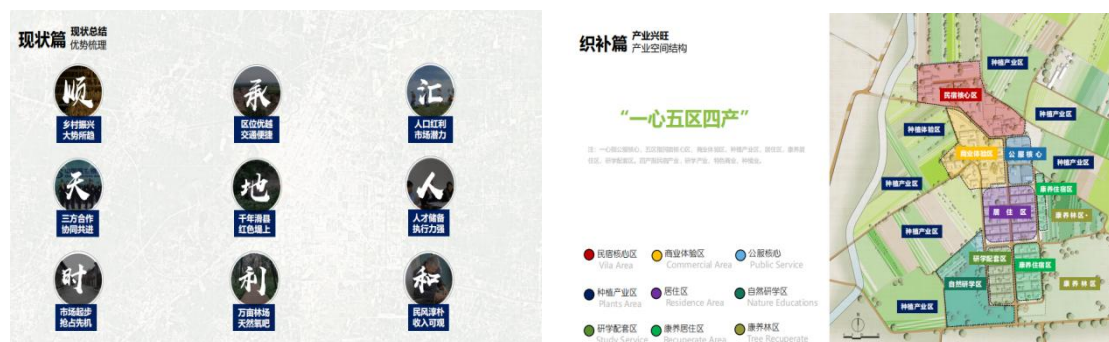 现状篇
现状总结
优势梳理
顺
乡村振兴
大势所趋
承
区位优越
交通便捷
汇
人口红利
市场潜力
天
三方合作
协同共进
地
千年滑县
红色堤上
人
人才储备
执行力强
时
市场起步
抢占先机
利
万亩林场
天然氧吧
和
民风淳朴
收入可观
织补篇
产业兴旺
产业空间结构
“一心五区四产”
民宿核心区
Vila Area
商业体验区
Commercial Area
公服核心
Public Service
种植产业区
Plants Area
居住区
Residence Area
自然研学区
Nature Educations
研学配套区
Study Service
康养居住区
Recuperate Area
康养林区
Tree Recuperate
种植产业区
民宿核心区
种植产业区
种植体验区
商业体验区
公服核心
种植产业区
种植产业区
康养住宿区
居住区
康养林区
种植产业区
研学配套区
康养住宿区
自然研学区
康养林区
种植产业区